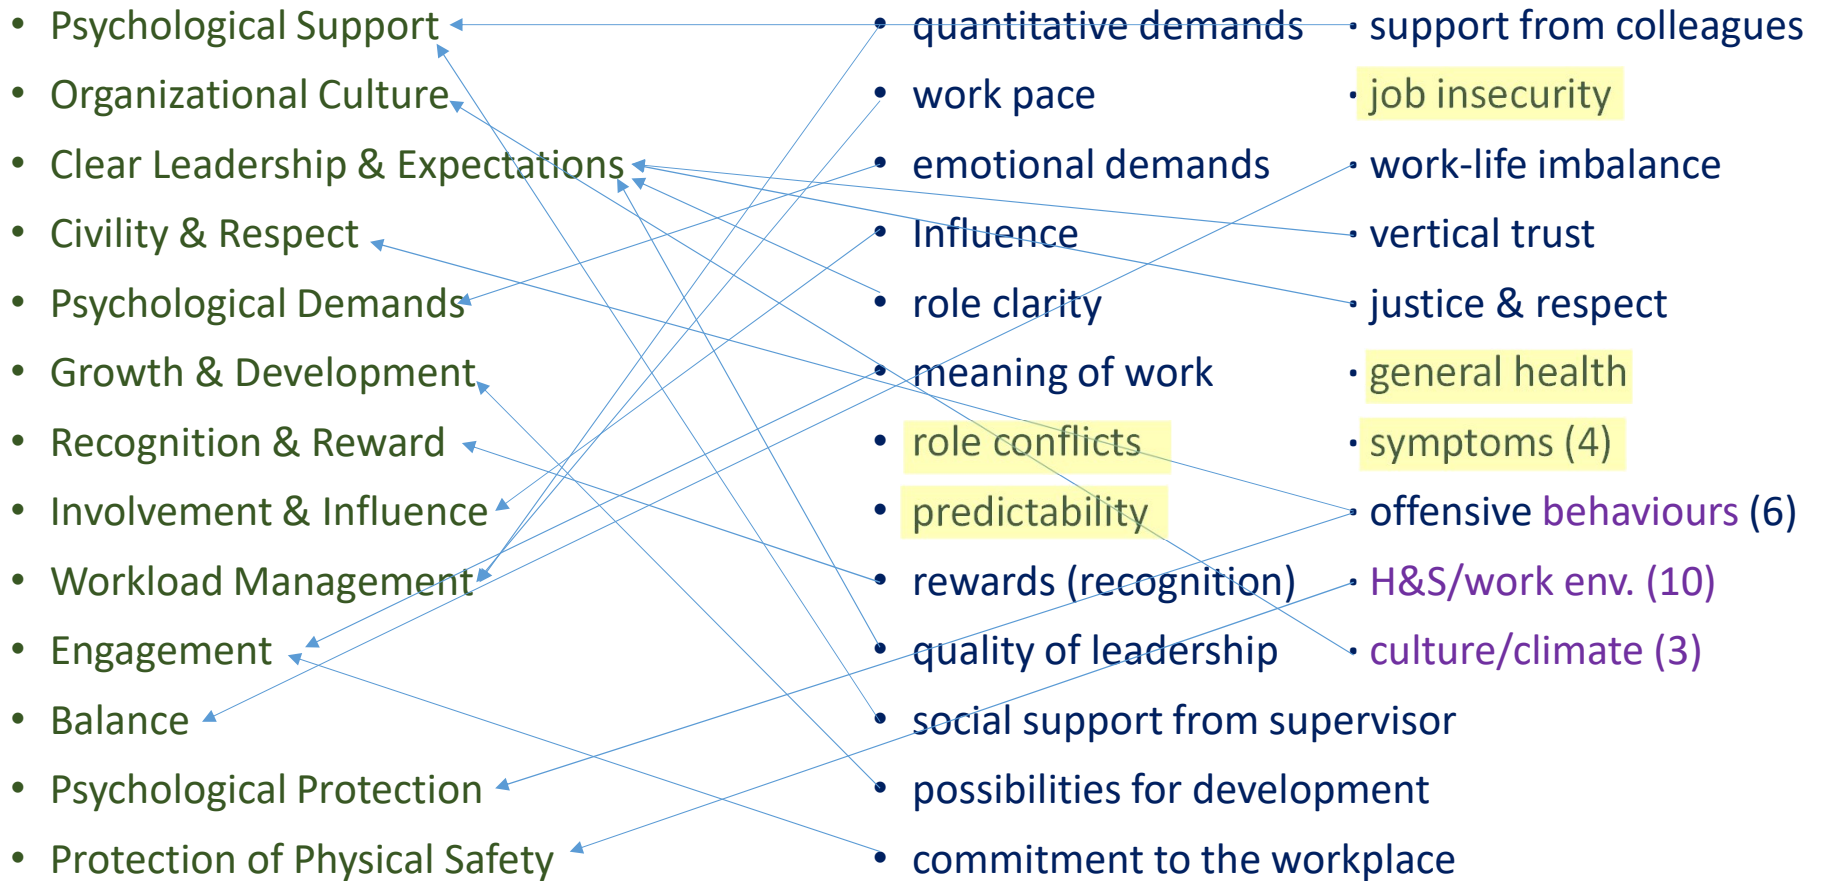 • Psychological Support
• Organizational Culture
• Clear Leadership & Expectations
• Civility & Respect
• Psychological Demands
• Growth & Development
• Recognition & Reward
• Involvement & Influence
• Workload Management
• Engagement
• Balance
• Psychological Protection
• Protection of Physical Safety
• quantitative demands
• work pace
• emotional demands
• Influence
• role clarity
• meaning of work
• role conflicts
• predictability
• rewards (recognition)
• quality of leadership
• social support from supervisor
• possibilities for development
• commitment to the workplace
• support from colleagues
• job insecurity
• work-life imbalance
• vertical trust
• justice & respect
• general health
• symptoms (4)
• offensive behaviours (6)
• H&S/work env. (10)
• culture/climate (3)